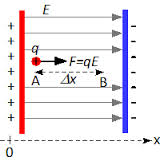 E
+ -
+ -
+ q -
+ F=qE -
+ A Δx B -
+ -
+ -
+ -
0 x